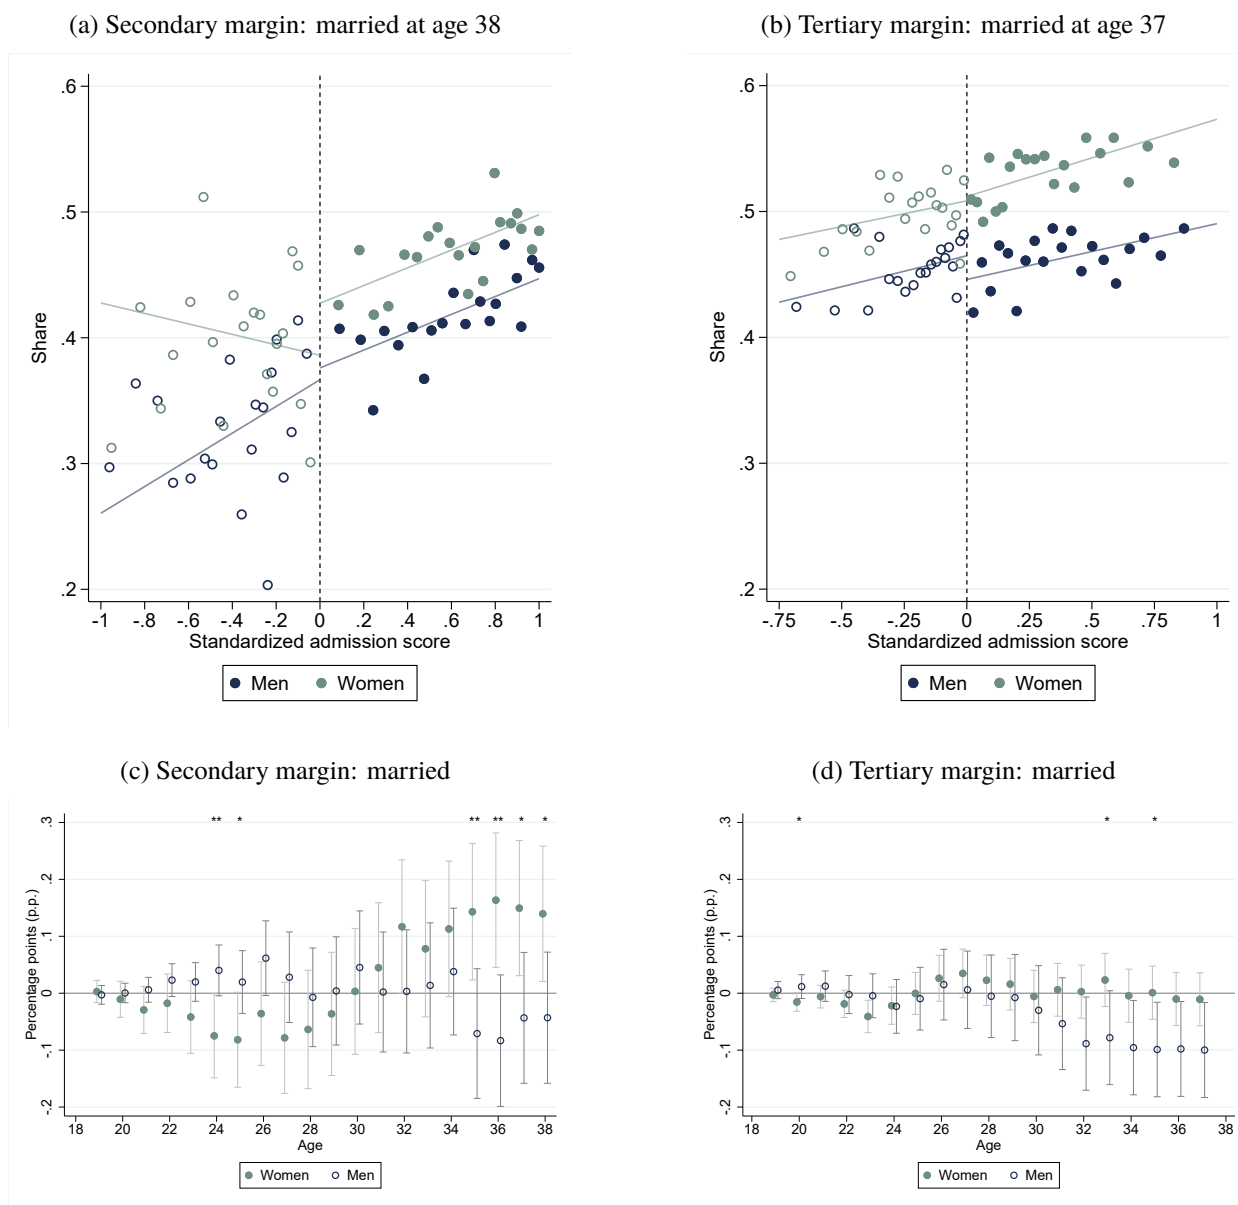 (a) Secondary margin: married at age 38
.6
.5
.4
.3
.2
Share
-1 -.8 -.6 -.4 -.2 0 .2 .4 .6 .8 1
Standardized admission score
Men Women
(b) Tertiary margin: married at age 37
.6
.5
.4
.3
.2
Share
-.75 -.5 -.25 0 .25 .5 .75 1
Standardized admission score
Men Women
(c) Secondary margin: married
** * ** ** * *
.3
.2
.1
0
-.1
-.2
Percentage points (p.p.)
18 20 22 24 26 28 30 32 34 36 38
Age
Women Men
(d) Tertiary margin: married
* * *
.3
.2
.1
0
-.1
-.2
Percentage points (p.p.)
18 20 22 24 26 28 30 32 34 36 38
Age
Women Men